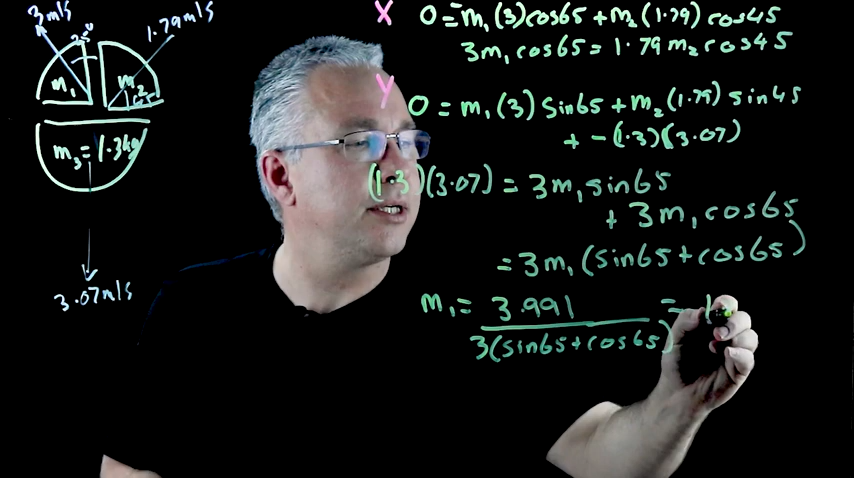 3m/s
25°
1.79m/s
m₁
m₂
45
m₃=1.3kg
3.07m/s
X 0=-m₁(3)cos65+m₂(1.79)cos45
3m₁cos65=1.79m₂cos45
y 0=m₁(3)sin65+m₂(1.79)sin45
+-(1.3)(3.07)
(1.3)(3.07)=3m₁sin65
+3m₁cos65
=3m₁(sin65+cos65)
m₁=3.991
3(sin65+cos65)
=1